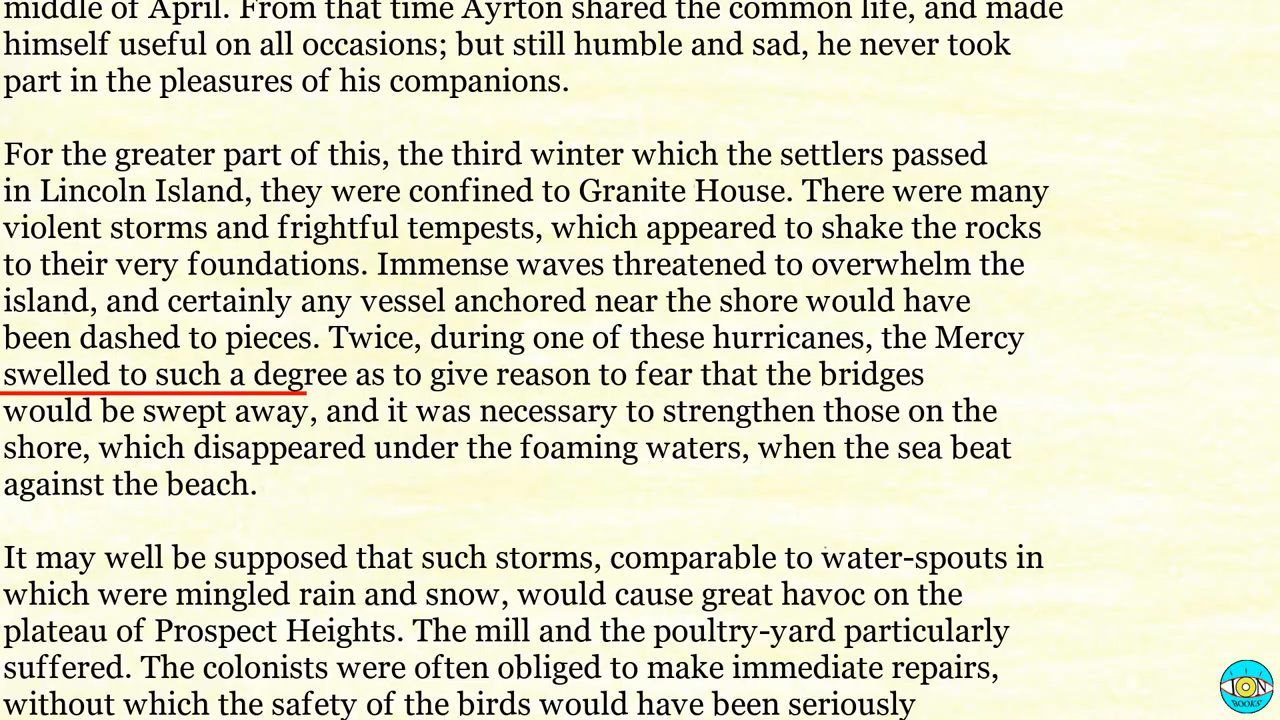 middle of April. From that time Ayrton shared the common life, and made
himself useful on all occasions; but still humble and sad, he never took
part in the pleasures of his companions.
For the greater part of this, the third winter which the settlers passed
in Lincoln Island, they were confined to Granite House. There were many
violent storms and frightful tempests, which appeared to shake the rocks
to their very foundations. Immense waves threatened to overwhelm the
island, and certainly any vessel anchored near the shore would have
been dashed to pieces. Twice, during one of these hurricanes, the Mercy
swelled to such a degree as to give reason to fear that the bridges
would be swept away, and it was necessary to strengthen those on the
shore, which disappeared under the foaming waters, when the sea beat
against the beach.
It may well be supposed that such storms, comparable to water-spouts in
which were mingled rain and snow, would cause great havoc on the
plateau of Prospect Heights. The mill and the poultry-yard particularly
suffered. The colonists were often obliged to make immediate repairs,
without which the safety of the birds would have been seriously
ION
BOOKS